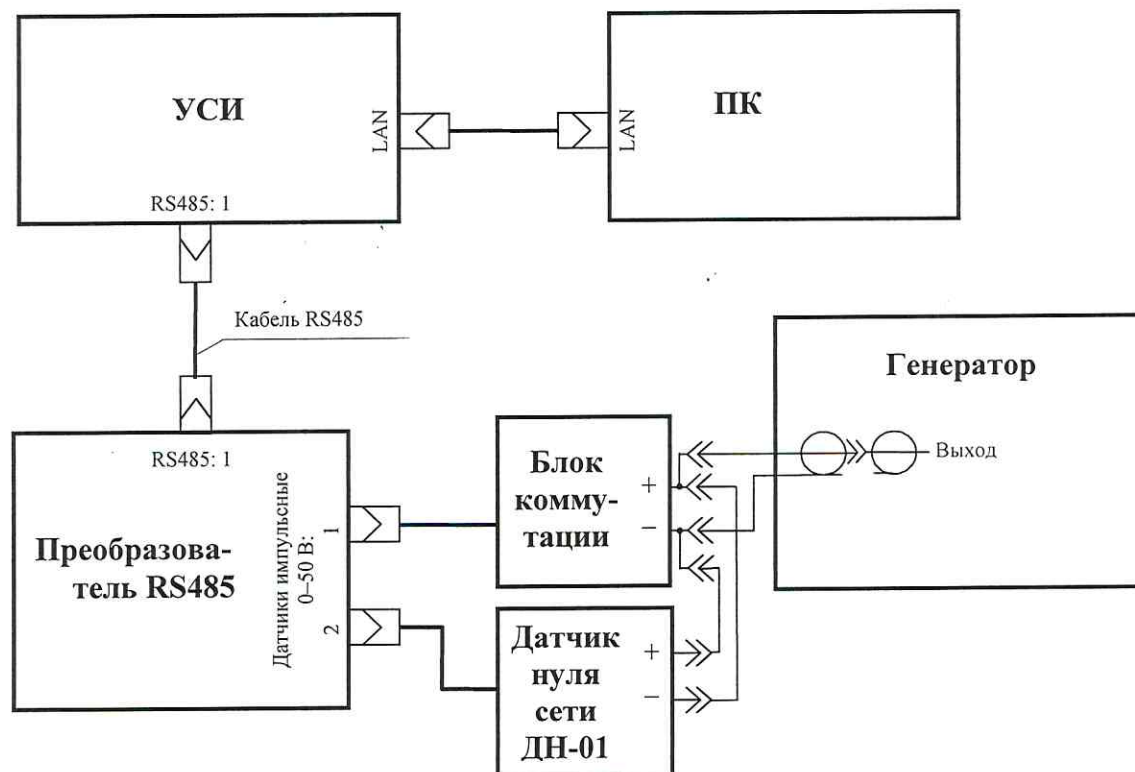 УСИ
LAN
RS485: 1
ПК
LAN
Кабель RS485
Генератор
Выход
RS485: 1
Преобразова-
тель RS485
Датчики импульсные
0–50 В:
1
2
Блок
комму-
тации
+
−
Датчик
нуля
сети
ДН-01
+
−